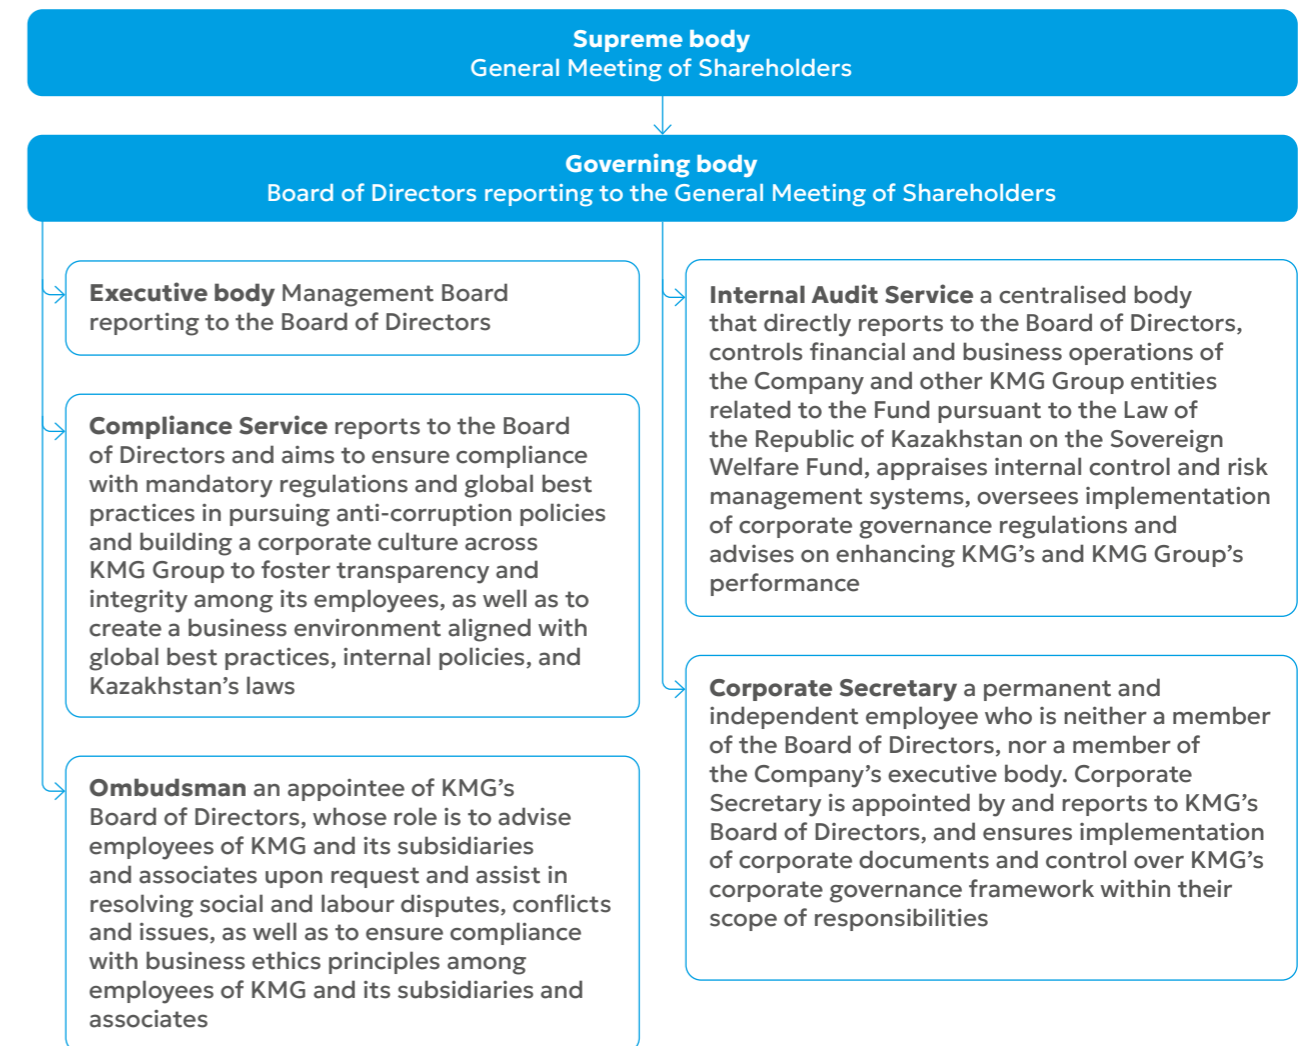 Supreme body
General Meeting of Shareholders
Governing body
Board of Directors reporting to the General Meeting of Shareholders
Executive body Management Board
reporting to the Board of Directors
Compliance Service reports to the Board
of Directors and aims to ensure compliance
with mandatory regulations and global best
practices in pursuing anti-corruption policies
and building a corporate culture across
KMG Group to foster transparency and
integrity among its employees, as well as to
create a business environment aligned with
global best practices, internal policies, and
Kazakhstan’s laws
Ombudsman an appointee of KMG’s
Board of Directors, whose role is to advise
employees of KMG and its subsidiaries
and associates upon request and assist in
resolving social and labour disputes, conflicts
and issues, as well as to ensure compliance
with business ethics principles among
employees of KMG and its subsidiaries and
associates
Internal Audit Service a centralised body
that directly reports to the Board of Directors,
controls financial and business operations of
the Company and other KMG Group entities
related to the Fund pursuant to the Law of
the Republic of Kazakhstan on the Sovereign
Welfare Fund, appraises internal control and risk
management systems, oversees implementation
of corporate governance regulations and
advises on enhancing KMG’s and KMG Group’s
performance
Corporate Secretary a permanent and
independent employee who is neither a member
of the Board of Directors, nor a member of
the Company’s executive body. Corporate
Secretary is appointed by and reports to KMG’s
Board of Directors, and ensures implementation
of corporate documents and control over KMG’s
corporate governance framework within their
scope of responsibilities